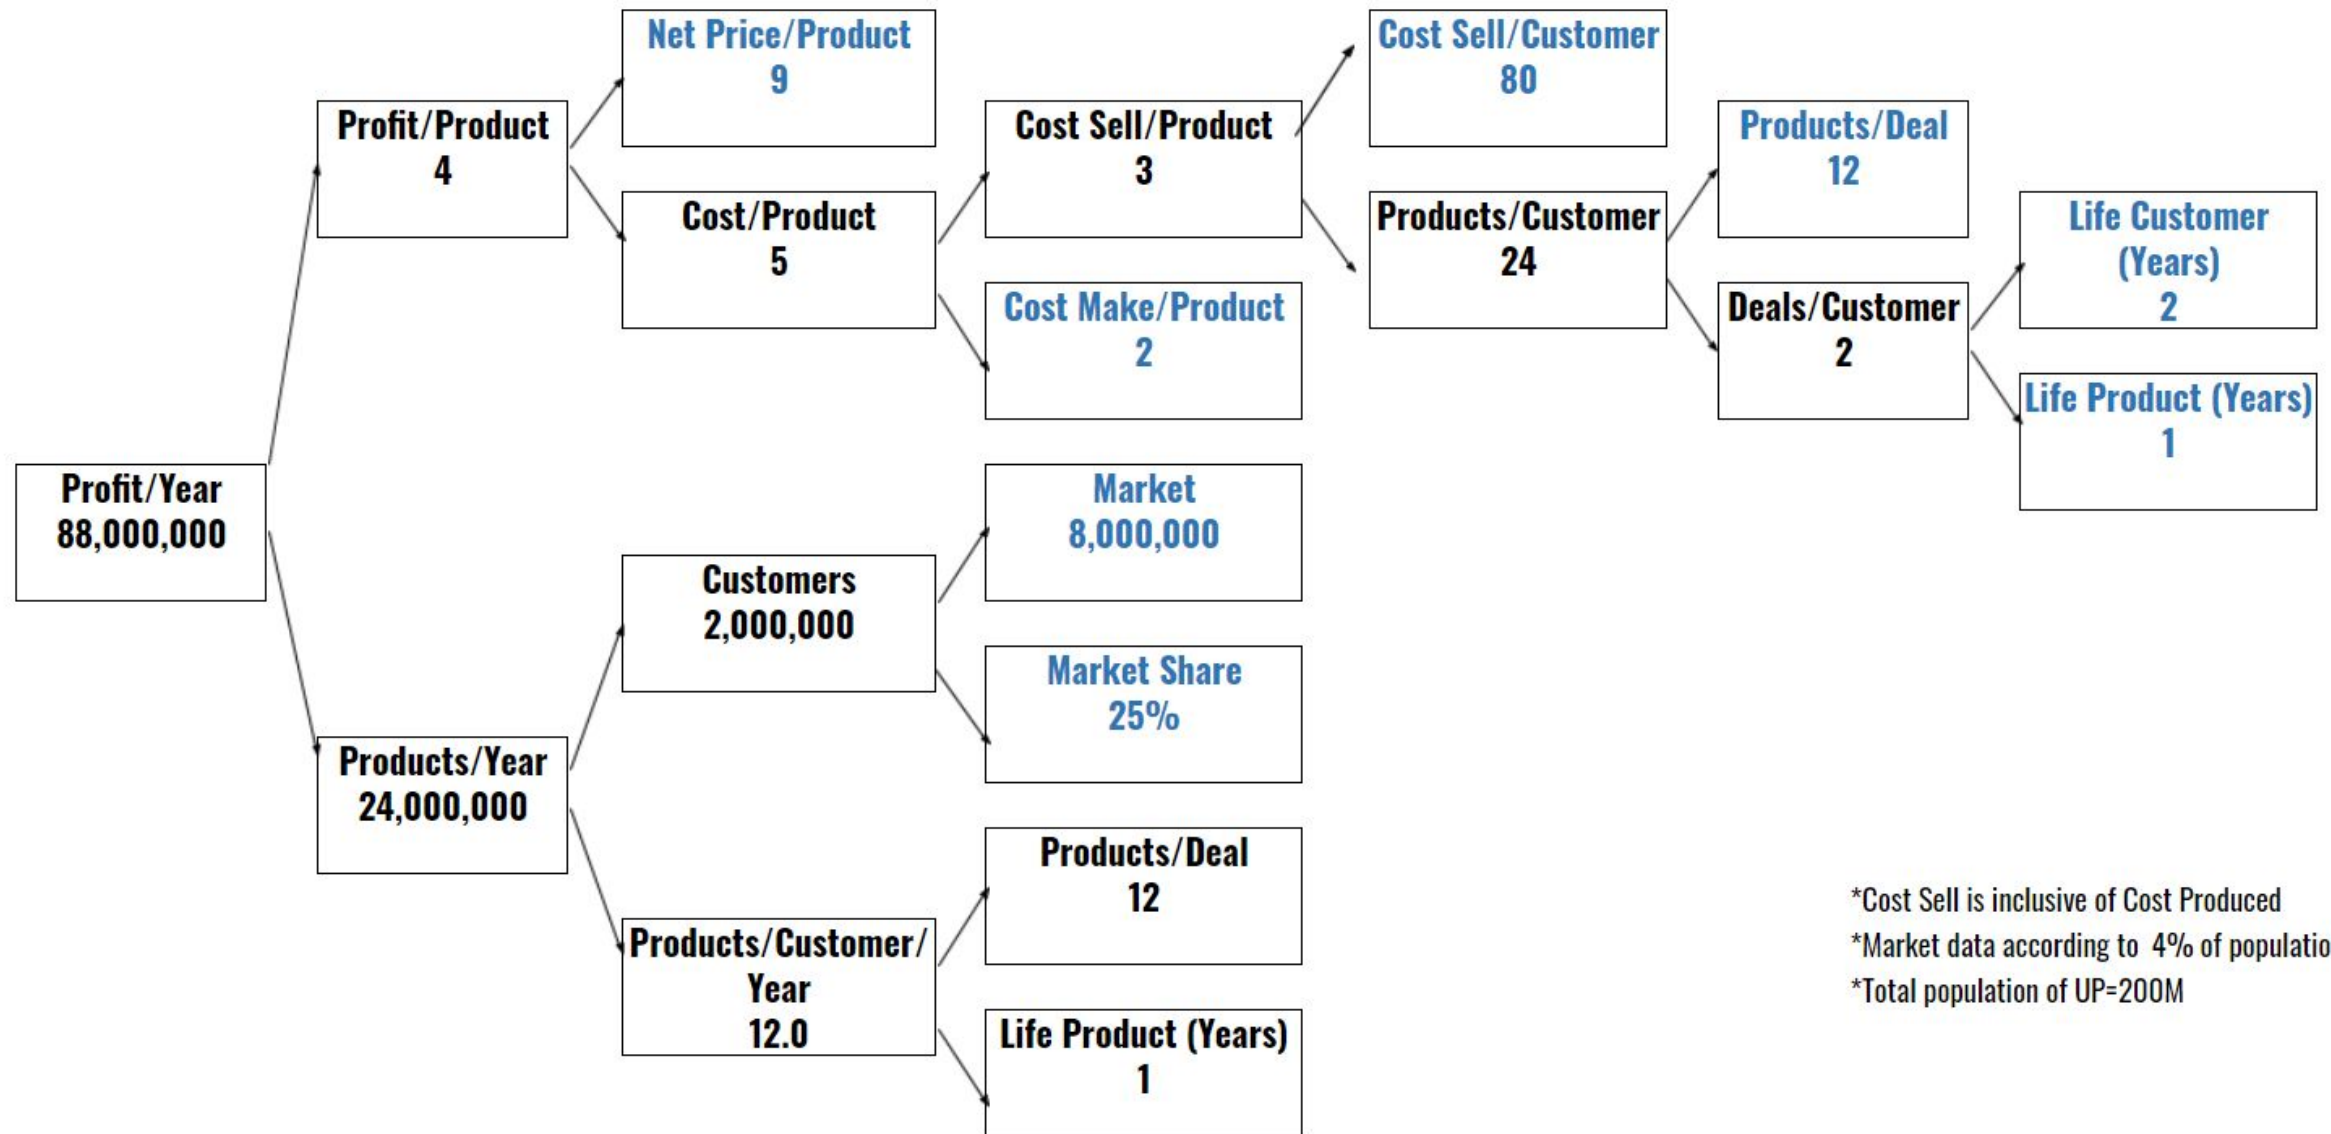 Net Price/Product
9
Cost Sell/Customer
80
Profit/Product
4
Cost Sell/Product
3
Products/Deal
12
Cost/Product
5
Products/Customer
24
Life Customer
(Years)
2
Cost Make/Product
2
Deals/Customer
2
Life Product (Years)
1
Profit/Year
88,000,000
Market
8,000,000
Customers
2,000,000
Market Share
25%
Products/Year
24,000,000
Products/Deal
12
Products/Customer/
Year
12.0
Life Product (Years)
1
*Cost Sell is inclusive of Cost Produced
*Market data according to 4% of populatio
*Total population of UP=200M